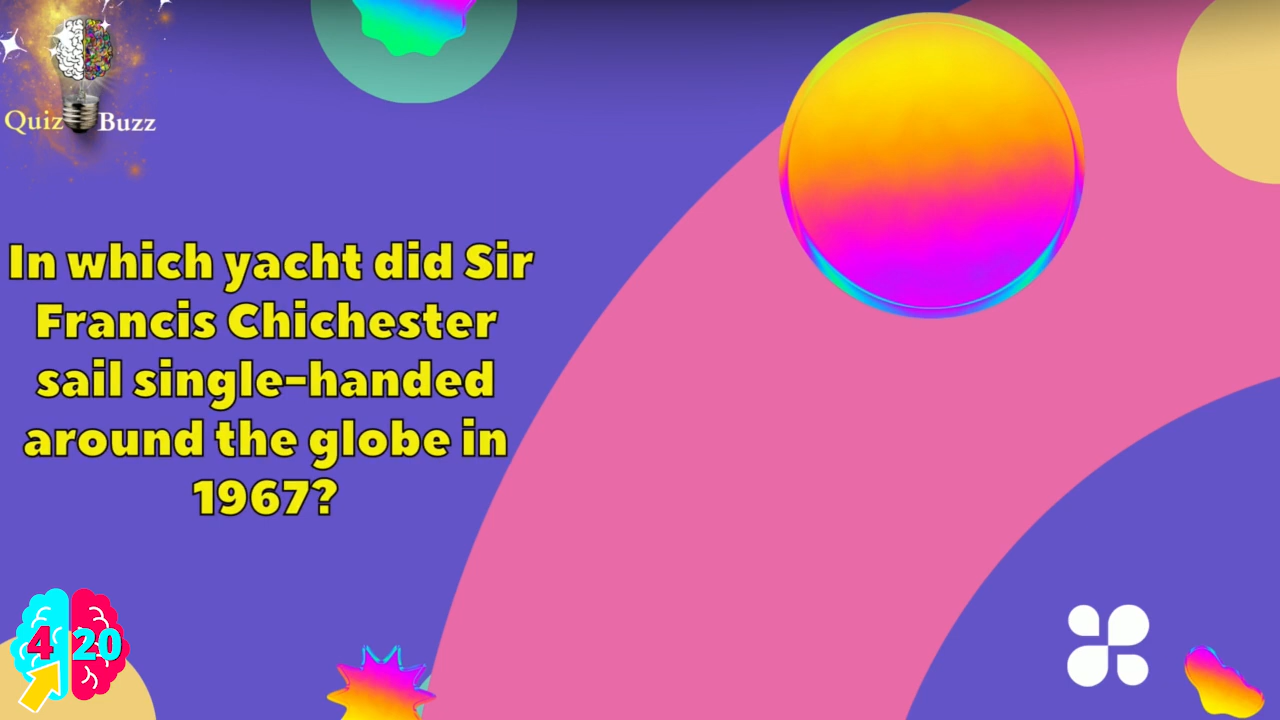 Quiz Buzz
In which yacht did Sir
Francis Chichester
sail single-handed
around the globe in
1967?
4 20